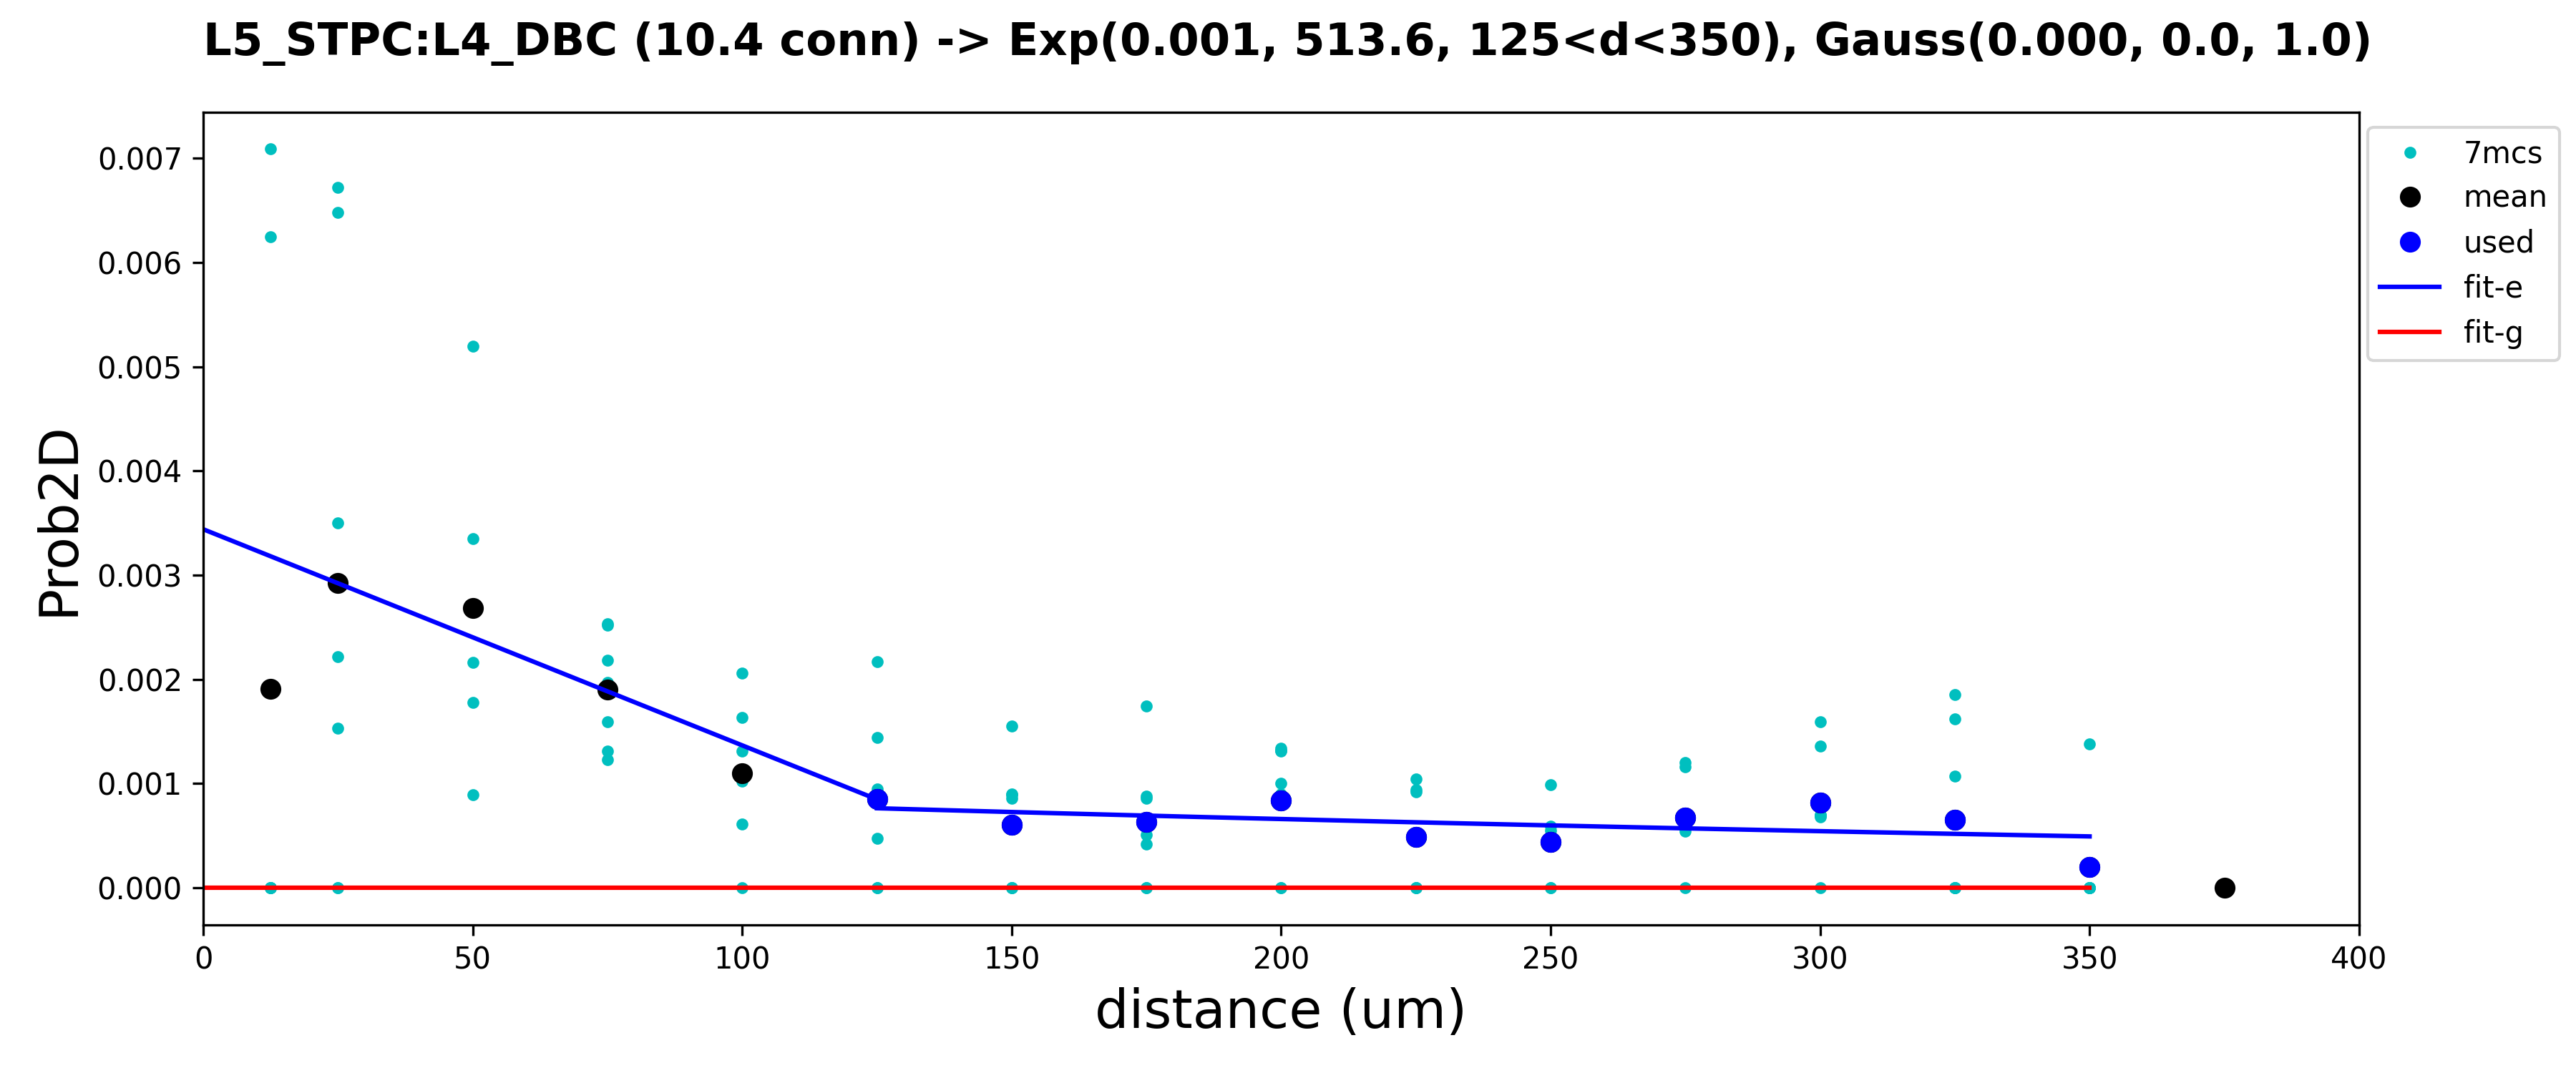 L5_STPC:L4_DBC (10.4 conn) -> Exp(0.001, 513.6, 125<d<350), Gauss(0.000, 0.0, 1.0)
0.007
0.006
0.005
0.004
0.003
0.002
0.001
0.000
Prob2D
0 50 100 150 200 250 300 350 400
distance (um)
7mcs
mean
used
fit-e
fit-g